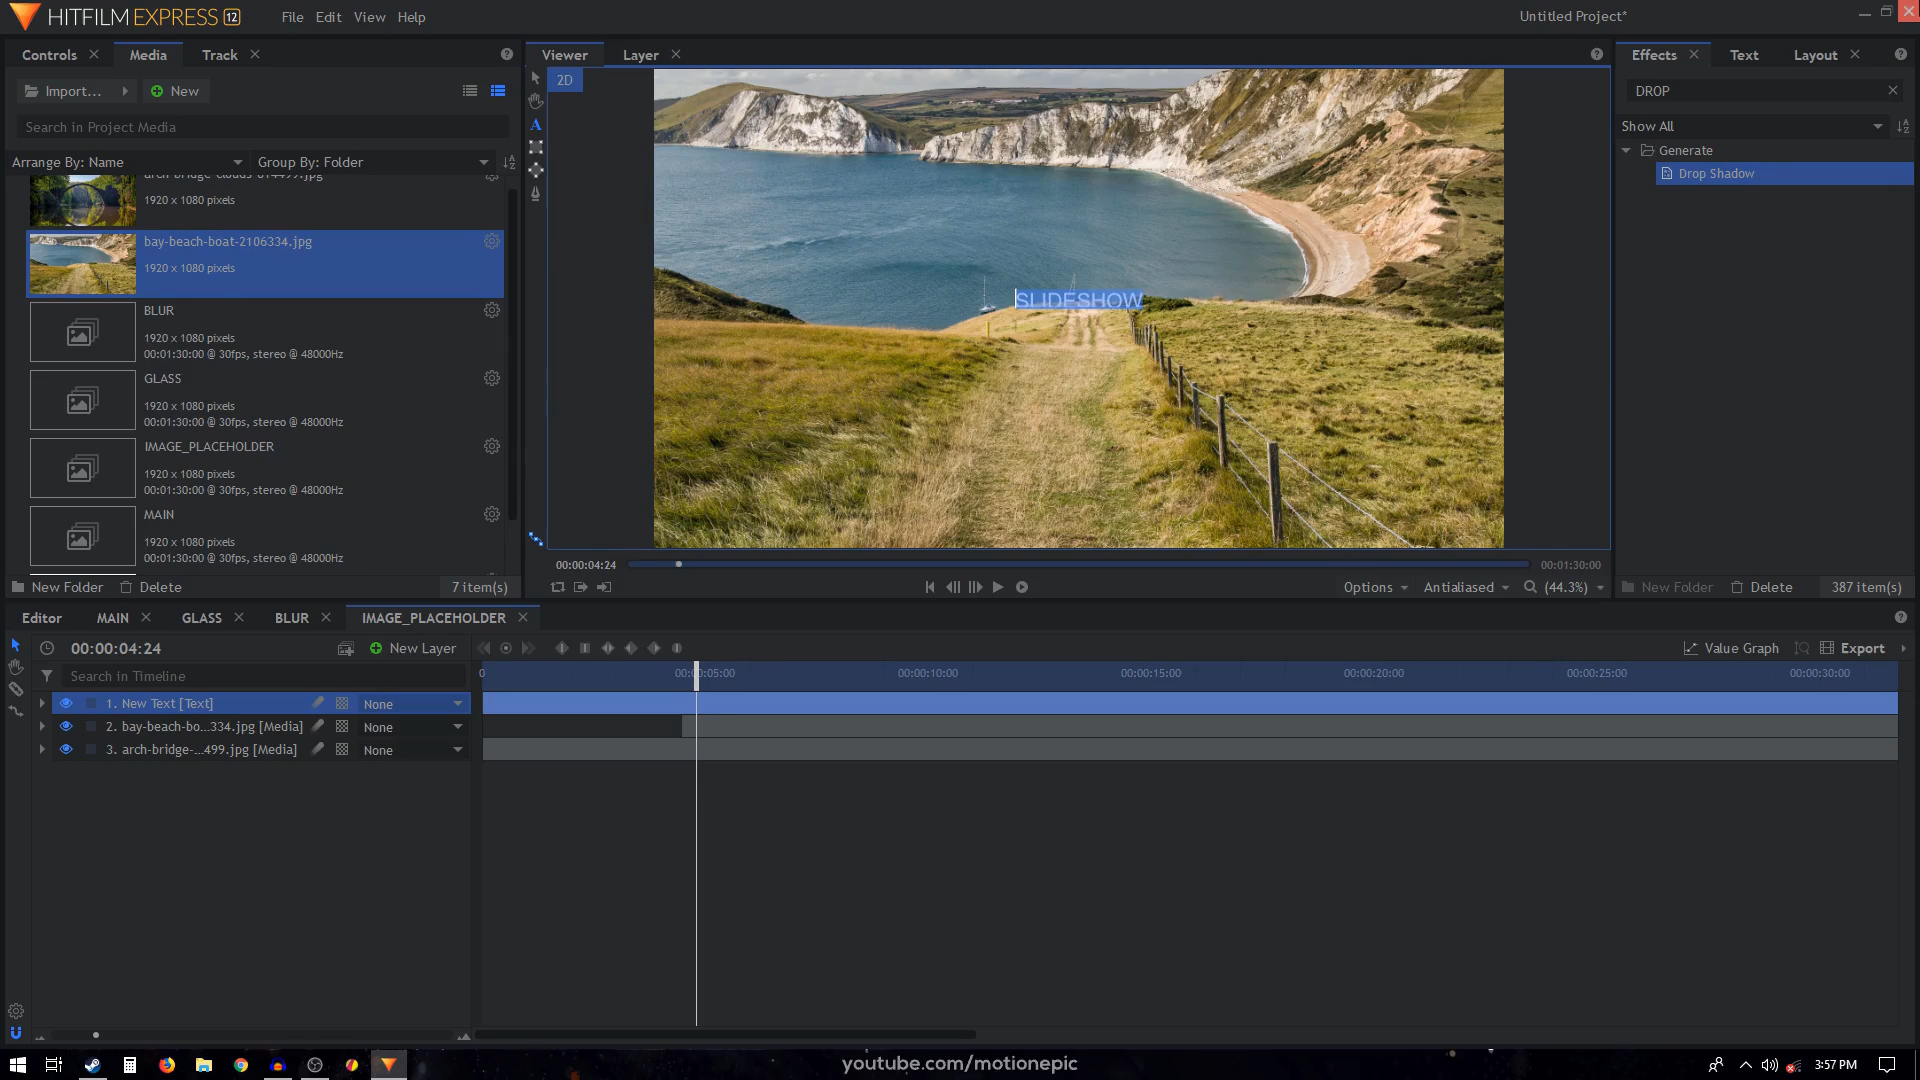 HITFILM EXPRESS 12
File Edit View Help
Untitled Project*
Controls
Media
Track
Viewer
Layer
Effects
Text
Layout
Import...
New
2D
DROP
Search in Project Media
Show All
Arrange By: Name
Group By: Folder
Generate
Drop Shadow
arch-bridge-clouds-814499.jpg
1920 x 1080 pixels
bay-beach-boat-2106334.jpg
1920 x 1080 pixels
SLIDESHOW
BLUR
1920 x 1080 pixels
00:01:30:00 @ 30fps, stereo @ 48000Hz
GLASS
1920 x 1080 pixels
00:01:30:00 @ 30fps, stereo @ 48000Hz
IMAGE_PLACEHOLDER
1920 x 1080 pixels
00:01:30:00 @ 30fps, stereo @ 48000Hz
MAIN
1920 x 1080 pixels
00:01:30:00 @ 30fps, stereo @ 48000Hz
00:00:04:24
00:01:30:00
New Folder
Delete
7 item(s)
Options
Antialiased
(44.3%)
New Folder
Delete
387 item(s)
Editor
MAIN
GLASS
BLUR
IMAGE_PLACEHOLDER
00:00:04:24
New Layer
Value Graph
Export
Search in Timeline
0
00:00:05:00
00:00:10:00
00:00:15:00
00:00:20:00
00:00:25:00
00:00:30:00
1. New Text [Text]
None
2. bay-beach-bo...334.jpg [Media]
None
3. arch-bridge-...499.jpg [Media]
None
youtube.com/motionepic
3:57 PM